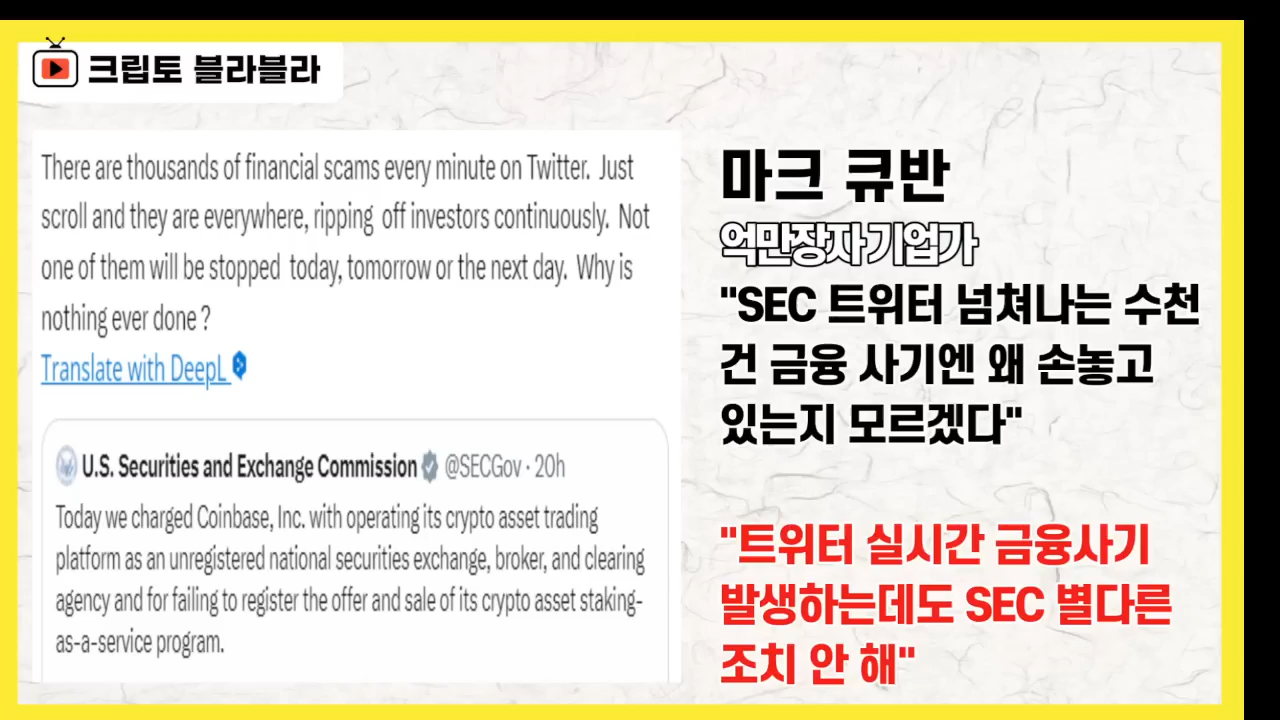 크립토 블라블라
There are thousands of financial scams every minute on Twitter. Just
scroll and they are everywhere, ripping off investors continuously. Not
one of them will be stopped today, tomorrow or the next day. Why is
nothing ever done ?
Translate with DeepL
U.S. Securities and Exchange Commission @SECGov · 20h
Today we charged Coinbase, Inc. with operating its crypto asset trading
platform as an unregistered national securities exchange, broker, and clearing
agency and for failing to register the offer and sale of its crypto asset staking-
as-a-service program.
마크 큐반
억만장자 기업가
"SEC 트위터 넘쳐나는 수천
건 금융 사기엔 왜 손놓고
있는지 모르겠다"
"트위터 실시간 금융사기
발생하는데도 SEC 별다른
조치 안 해"